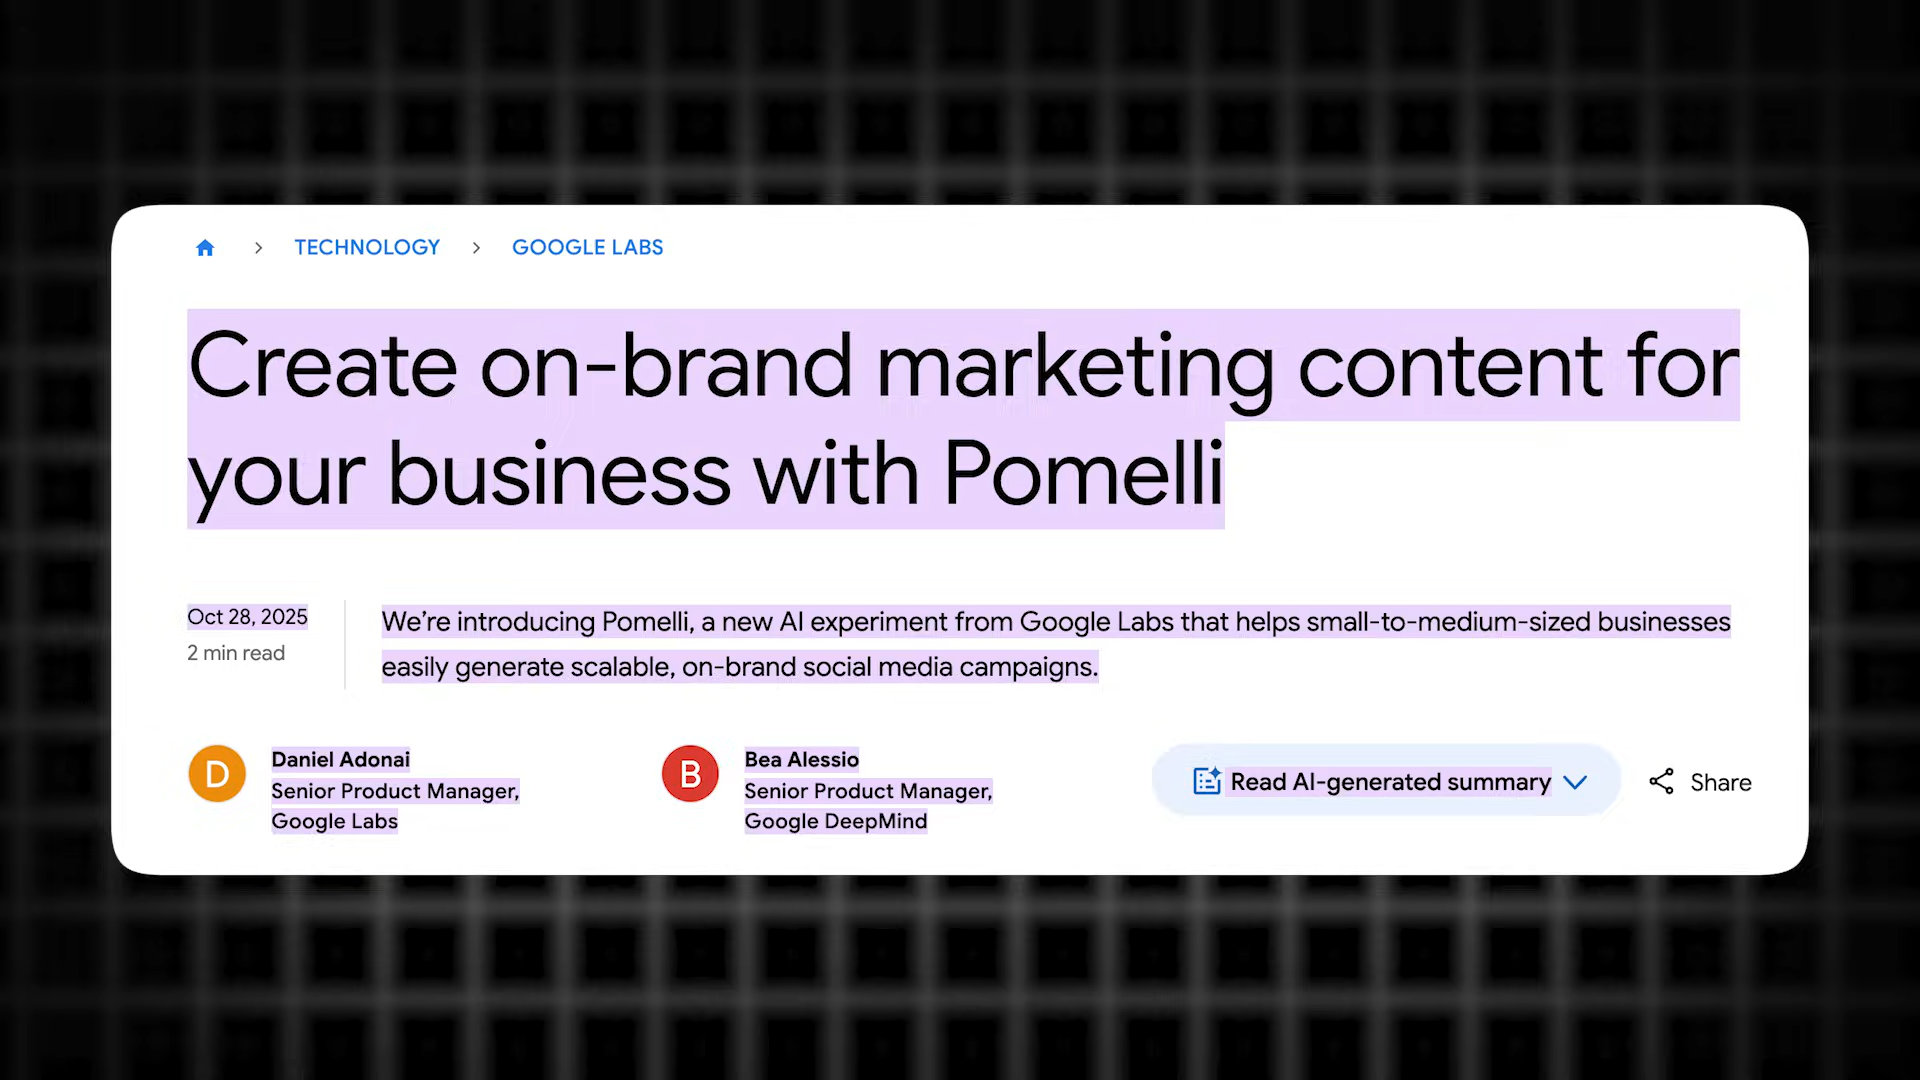 TECHNOLOGY > GOOGLE LABS
Create on-brand marketing content for
your business with Pomelli
Oct 28, 2025
2 min read
We’re introducing Pomelli, a new AI experiment from Google Labs that helps small-to-medium-sized businesses
easily generate scalable, on-brand social media campaigns.
D
Daniel Adonai
Senior Product Manager,
Google Labs
B
Bea Alessio
Senior Product Manager,
Google DeepMind
Read AI-generated summary
Share